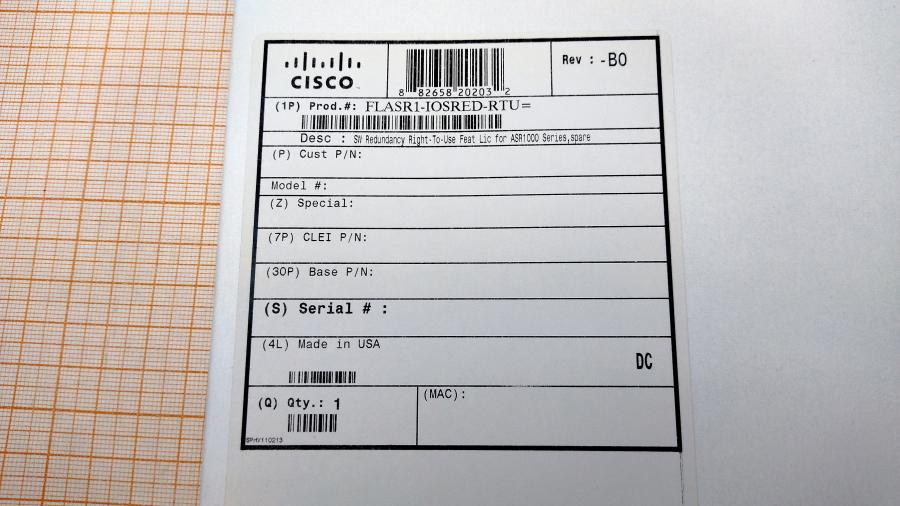 CISCO
8 82658 20203 2
Rev : -B0
(1P) Prod.#: FLASR1-IOSRED-RTU=
Desc : SW Redundancy Right-To-Use Feat Lic for ASR1000 Series,spare
(P) Cust P/N:
Model #:
(Z) Special:
(7P) CLEI P/N:
(30P) Base P/N:
(S) Serial # :
(4L) Made in USA
DC
(Q) Qty.: 1
(MAC):